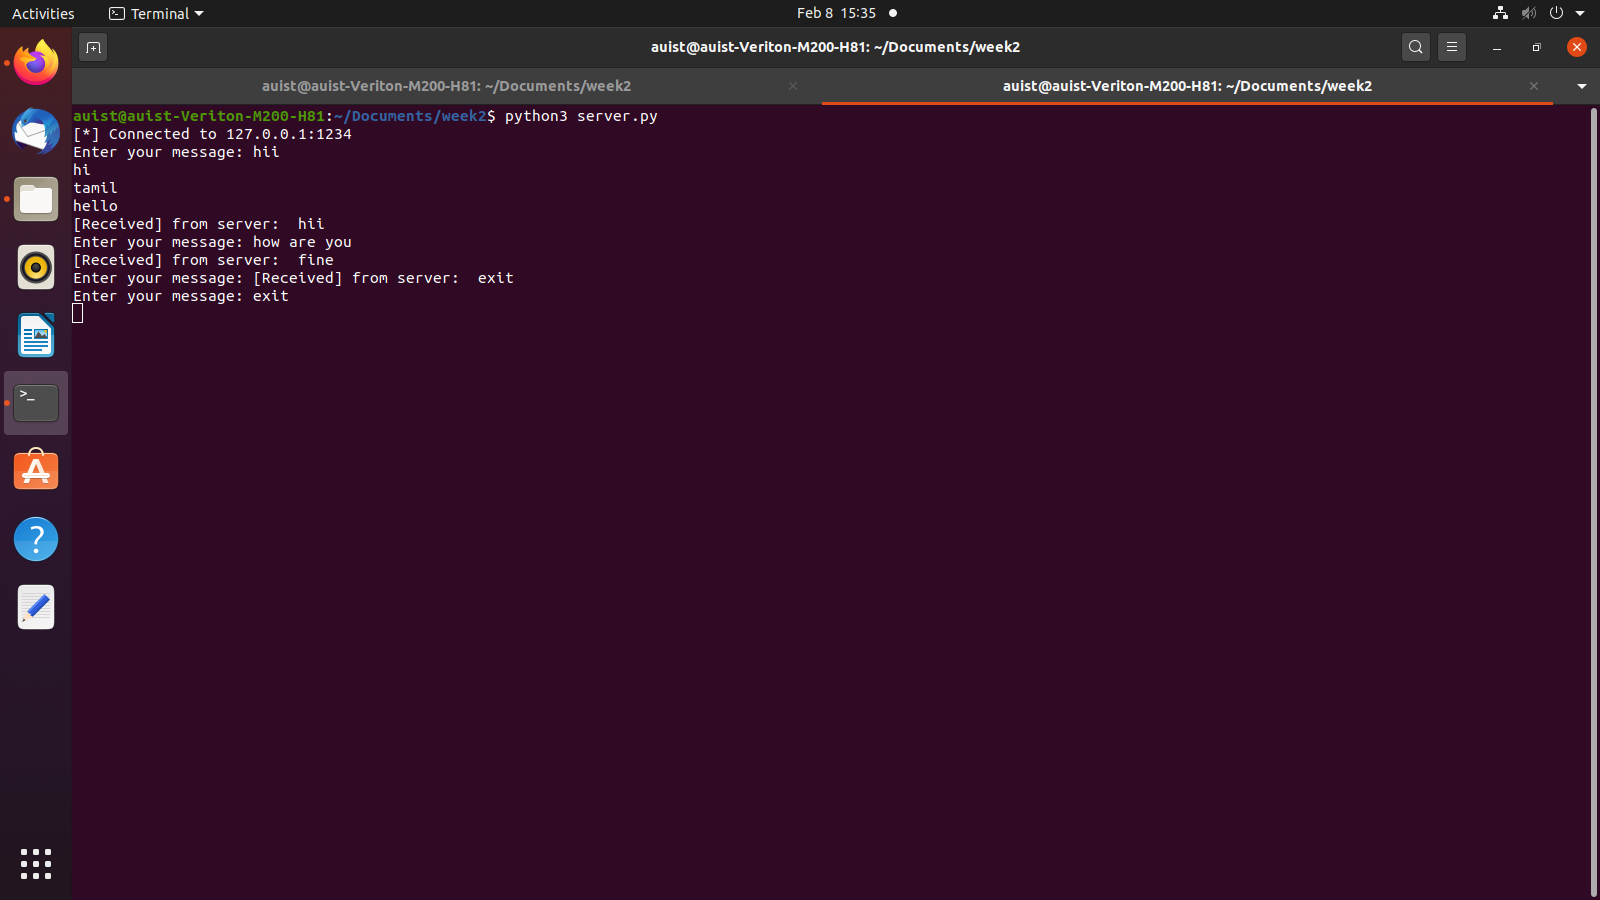 Activities
Terminal
Feb 8 15:35
auist@auist-Veriton-M200-H81: ~/Documents/week2
auist@auist-Veriton-M200-H81: ~/Documents/week2
auist@auist-Veriton-M200-H81: ~/Documents/week2
auist@auist-Veriton-M200-H81:~/Documents/week2$ python3 server.py
[*] Connected to 127.0.0.1:1234
Enter your message: hii
hi
tamil
hello
[Received] from server:  hii
Enter your message: how are you
[Received] from server:  fine
Enter your message: [Received] from server:  exit
Enter your message: exit